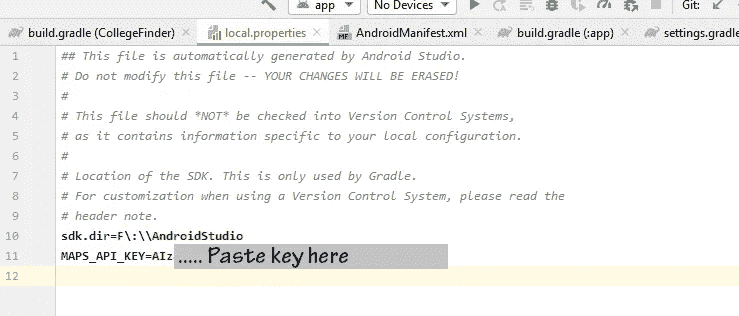 app No Devices Git:
build.gradle (CollegeFinder) local.properties AndroidManifest.xml build.gradle (:app) settings.gradle
1 ## This file is automatically generated by Android Studio.
2 # Do not modify this file -- YOUR CHANGES WILL BE ERASED!
3 #
4 # This file should *NOT* be checked into Version Control Systems,
5 # as it contains information specific to your local configuration.
6 #
7 # Location of the SDK. This is only used by Gradle.
8 # For customization when using a Version Control System, please read the
9 # header note.
10 sdk.dir=F\:\\AndroidStudio
11 MAPS_API_KEY=AIz ..... Paste key here
12